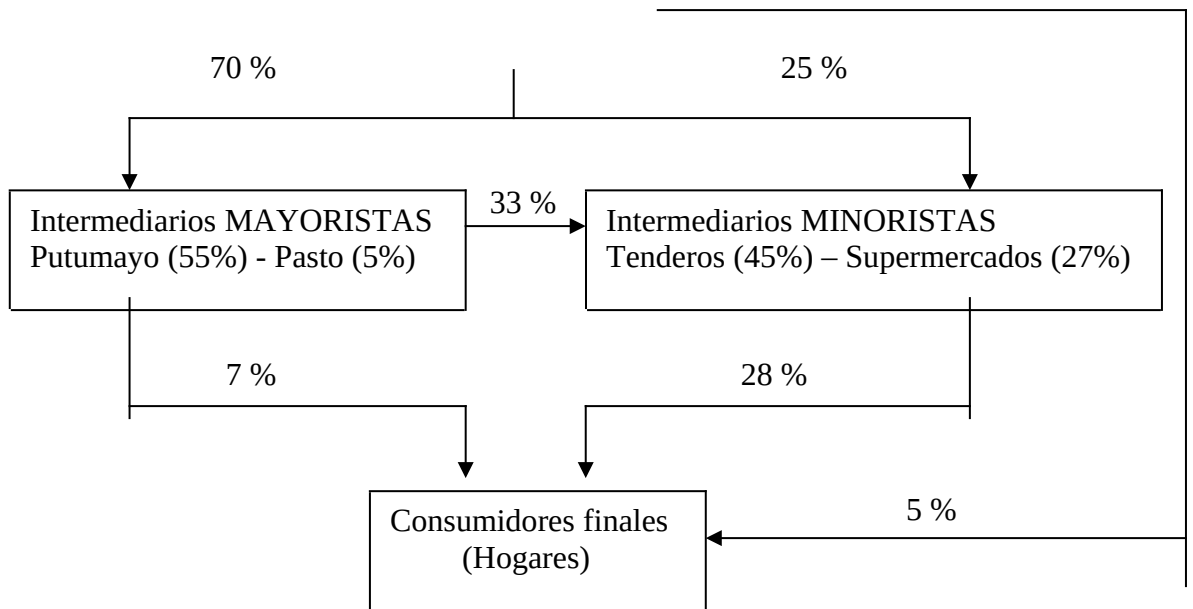 70 %
25 %
Intermediarios MAYORISTAS
Putumayo (55%) - Pasto (5%)
33 %
Intermediarios MINORISTAS
Tenderos (45%) – Supermercados (27%)
7 %
28 %
Consumidores finales
(Hogares)
5 %